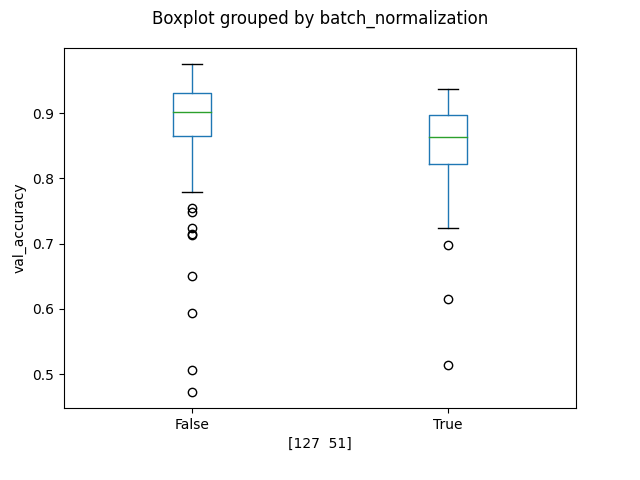 Boxplot grouped by batch_normalization
0.9
0.8
0.7
0.6
0.5
val_accuracy
False True
[127  51]